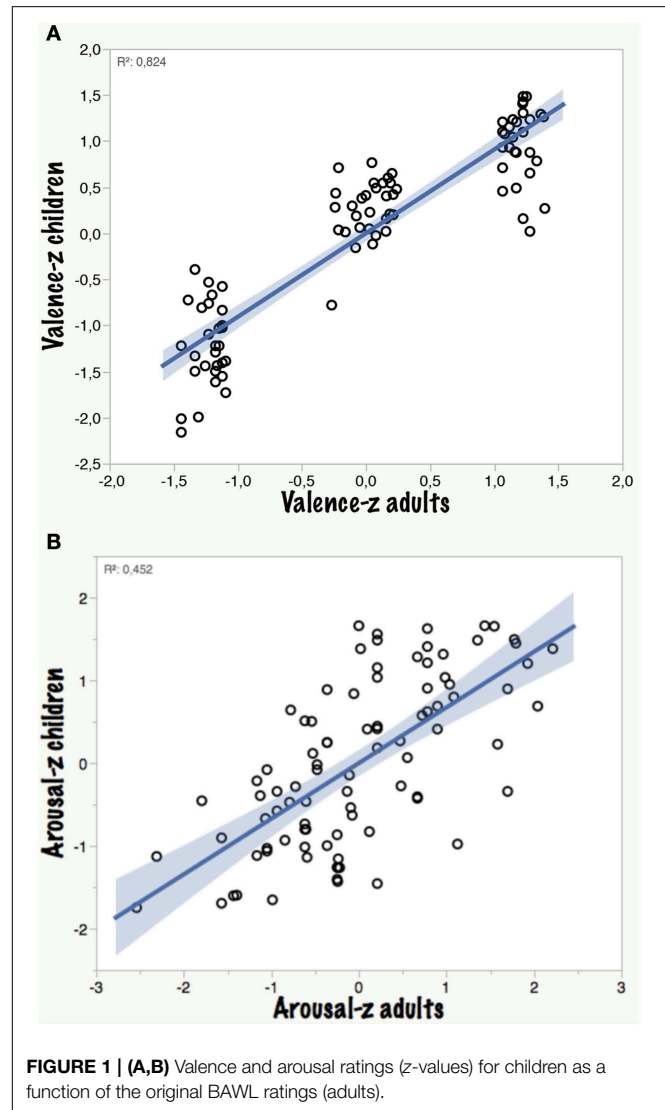 A
R²: 0,824
2,0
1,5
1,0
0,5
0,0
-0,5
-1,0
-1,5
-2,0
-2,5
Valence-z children
-2,0 -1,5 -1,0 -0,5 0,0 0,5 1,0 1,5 2,0
Valence-z adults
B
R²: 0,452
2
1
0
-1
-2
Arousal-z children
-3 -2 -1 0 1 2 3
Arousal-z adults
FIGURE 1 | (A,B) Valence and arousal ratings (z-values) for children as a
function of the original BAWL ratings (adults).